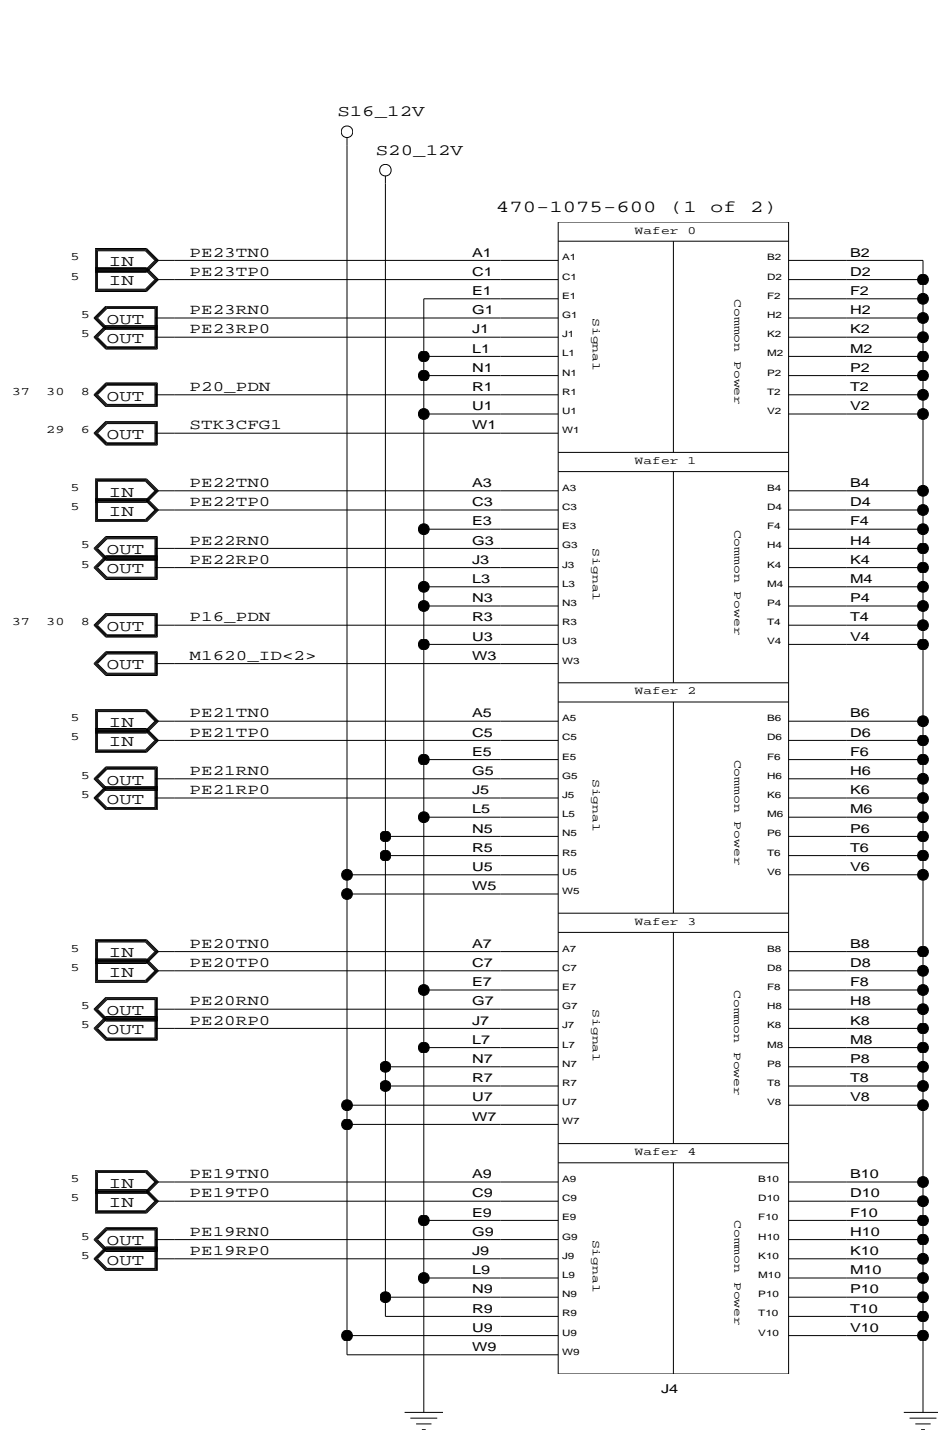 S16_12V
S20_12V
470-1075-600 (1 of 2)
Wafer 0
5 IN PE23TN0 A1 A1 B2 B2
5 IN PE23TP0 C1 C1 D2 D2
E1 E1 F2 F2
5 OUT PE23RN0 G1 G1 H2 H2
5 OUT PE23RP0 J1 J1 K2 K2
L1 L1 M2 M2
N1 N1 P2 P2
37 30 8 OUT P20_PDN R1 R1 T2 T2
U1 U1 V2 V2
29 6 OUT STK3CFG1 W1 W1
Signal
Common Power
Wafer 1
5 IN PE22TN0 A3 A3 B4 B4
5 IN PE22TP0 C3 C3 D4 D4
E3 E3 F4 F4
5 OUT PE22RN0 G3 G3 H4 H4
5 OUT PE22RP0 J3 J3 K4 K4
L3 L3 M4 M4
N3 N3 P4 P4
37 30 8 OUT P16_PDN R3 R3 T4 T4
U3 U3 V4 V4
OUT M1620_ID<2> W3 W3
Signal
Common Power
Wafer 2
5 IN PE21TN0 A5 A5 B6 B6
5 IN PE21TP0 C5 C5 D6 D6
E5 E5 F6 F6
5 OUT PE21RN0 G5 G5 H6 H6
5 OUT PE21RP0 J5 J5 K6 K6
L5 L5 M6 M6
N5 N5 P6 P6
R5 R5 T6 T6
U5 U5 V6 V6
W5 W5
Signal
Common Power
Wafer 3
5 IN PE20TN0 A7 A7 B8 B8
5 IN PE20TP0 C7 C7 D8 D8
E7 E7 F8 F8
5 OUT PE20RN0 G7 G7 H8 H8
5 OUT PE20RP0 J7 J7 K8 K8
L7 L7 M8 M8
N7 N7 P8 P8
R7 R7 T8 T8
U7 U7 V8 V8
W7 W7
Signal
Common Power
Wafer 4
5 IN PE19TN0 A9 A9 B10 B10
5 IN PE19TP0 C9 C9 D10 D10
E9 E9 F10 F10
5 OUT PE19RN0 G9 G9 H10 H10
5 OUT PE19RP0 J9 J9 K10 K10
L9 L9 M10 M10
N9 N9 P10 P10
R9 R9 T10 T10
U9 U9 V10 V10
W9 W9
Signal
Common Power
J4